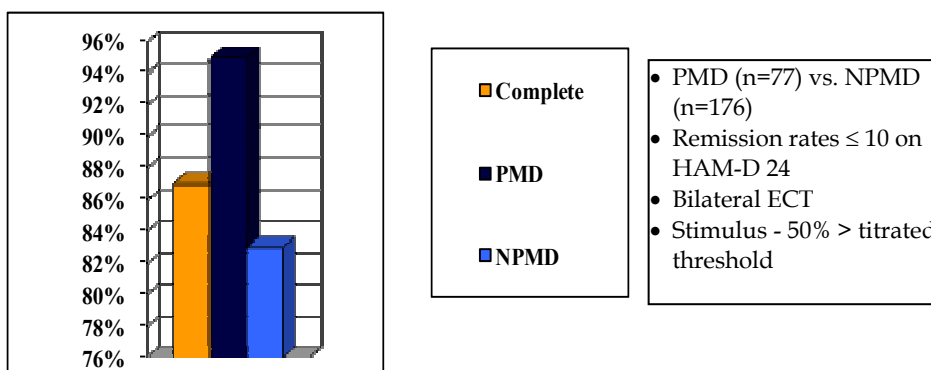 96%
94%
92%
90%
88%
86%
84%
82%
80%
78%
76%
Complete
PMD
NPMD
• PMD (n=77) vs. NPMD
(n=176)
• Remission rates ≤ 10 on
HAM-D 24
• Bilateral ECT
• Stimulus - 50% > titrated
threshold